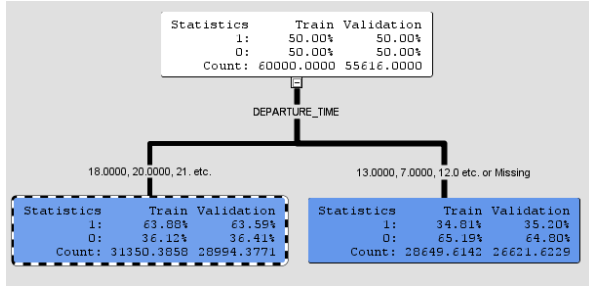 Statistics Train Validation
1: 50.00% 50.00%
0: 50.00% 50.00%
Count: 60000.0000 55616.0000
DEPARTURE_TIME
18.0000, 20.0000, 21. etc.
13.0000, 7.0000, 12.0 etc. or Missing
Statistics Train Validation
1: 63.88% 63.59%
0: 36.12% 36.41%
Count: 31350.3858 28994.3771
Statistics Train Validation
1: 34.81% 35.20%
0: 65.19% 64.80%
Count: 28649.6142 26621.6229